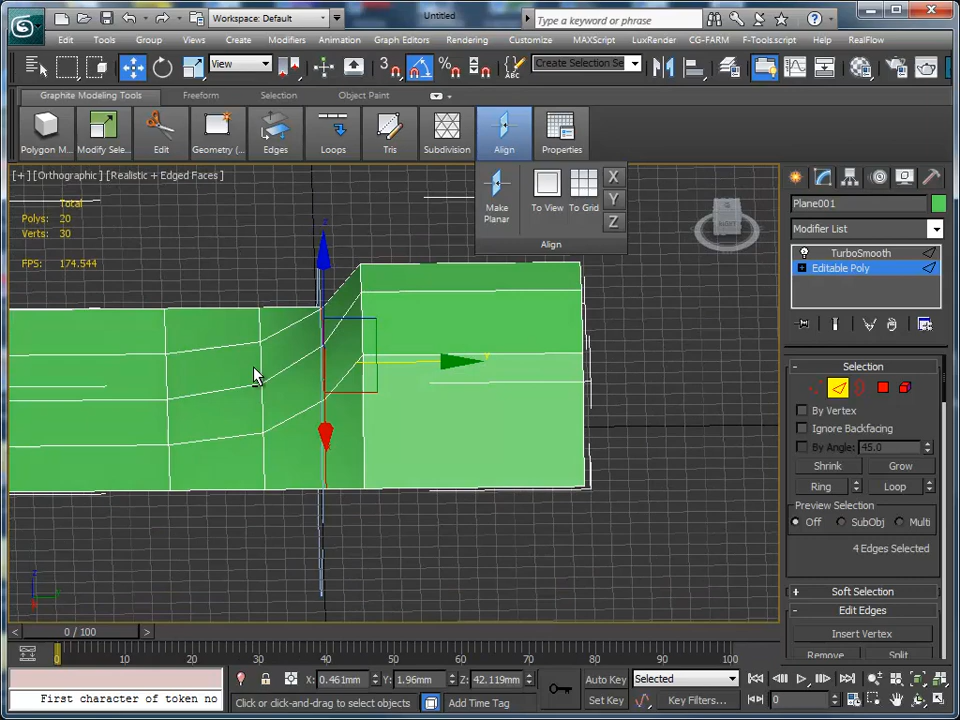 Workspace: Default
Untitled
Type a keyword or phrase
Edit Tools Group Views Create Modifiers Animation Graph Editors Rendering Customize MAXScript Help LuxRender CG-FARM F-Tools.script RealFlow
View
3
Create Selection Se
Graphite Modeling Tools Freeform Selection Object Paint
Polygon M Modify Sele Edit Geometry ( Edges Loops Tris Subdivision Align Properties
[+] [Orthographic] [Realistic + Edged Faces]
Total
Polys: 20
Verts: 30
FPS: 174.544
Make Planar
To View
To Grid
X
Y
Z
Align
z
y
Plane001
Modifier List
TurboSmooth
Editable Poly
Selection
By Vertex
Ignore Backfacing
By Angle: 45.0
Shrink Grow
Ring Loop
Preview Selection
Off SubObj Multi
4 Edges Selected
Soft Selection
Edit Edges
Insert Vertex
Remove Split
0 / 100
0 10 20 30 40 50 60 70 80 90 100
X: 0.461mm Y: 1.96mm Z: 42.119mm
Auto Key Selected
First character of token no
Click or click-and-drag to select objects
Add Time Tag
Set Key Key Filters...
0